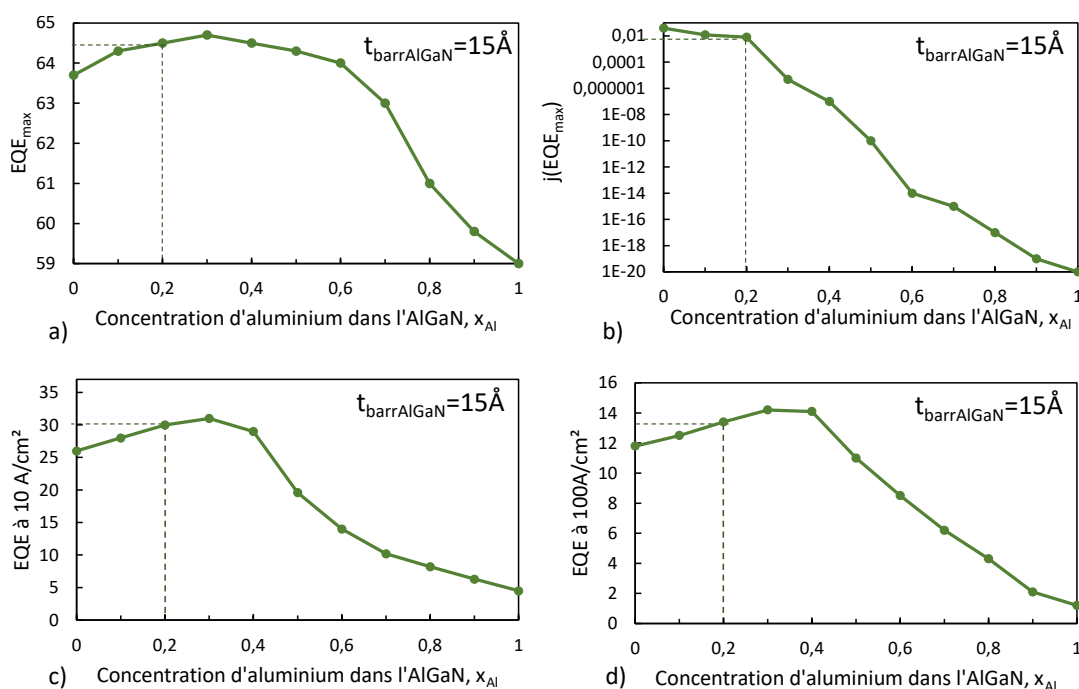 65
64
63
62
61
60
59
EQEmax
tbarrAlGaN=15Å
0 0,2 0,4 0,6 0,8 1
a) Concentration d'aluminium dans l'AlGaN, xAl
0,01
0,0001
0,000001
1E-08
1E-10
1E-12
1E-14
1E-16
1E-18
1E-20
j(EQEmax)
tbarrAlGaN=15Å
0 0,2 0,4 0,6 0,8 1
b) Concentration d'aluminium dans l'AlGaN, xAl
35
30
25
20
15
10
5
0
EQE à 10 A/cm²
tbarrAlGaN=15Å
0 0,2 0,4 0,6 0,8 1
c) Concentration d'aluminium dans l'AlGaN, xAl
16
14
12
10
8
6
4
2
0
EQE à 100A/cm²
tbarrAlGaN=15Å
0 0,2 0,4 0,6 0,8 1
d) Concentration d'aluminium dans l'AlGaN, xAl